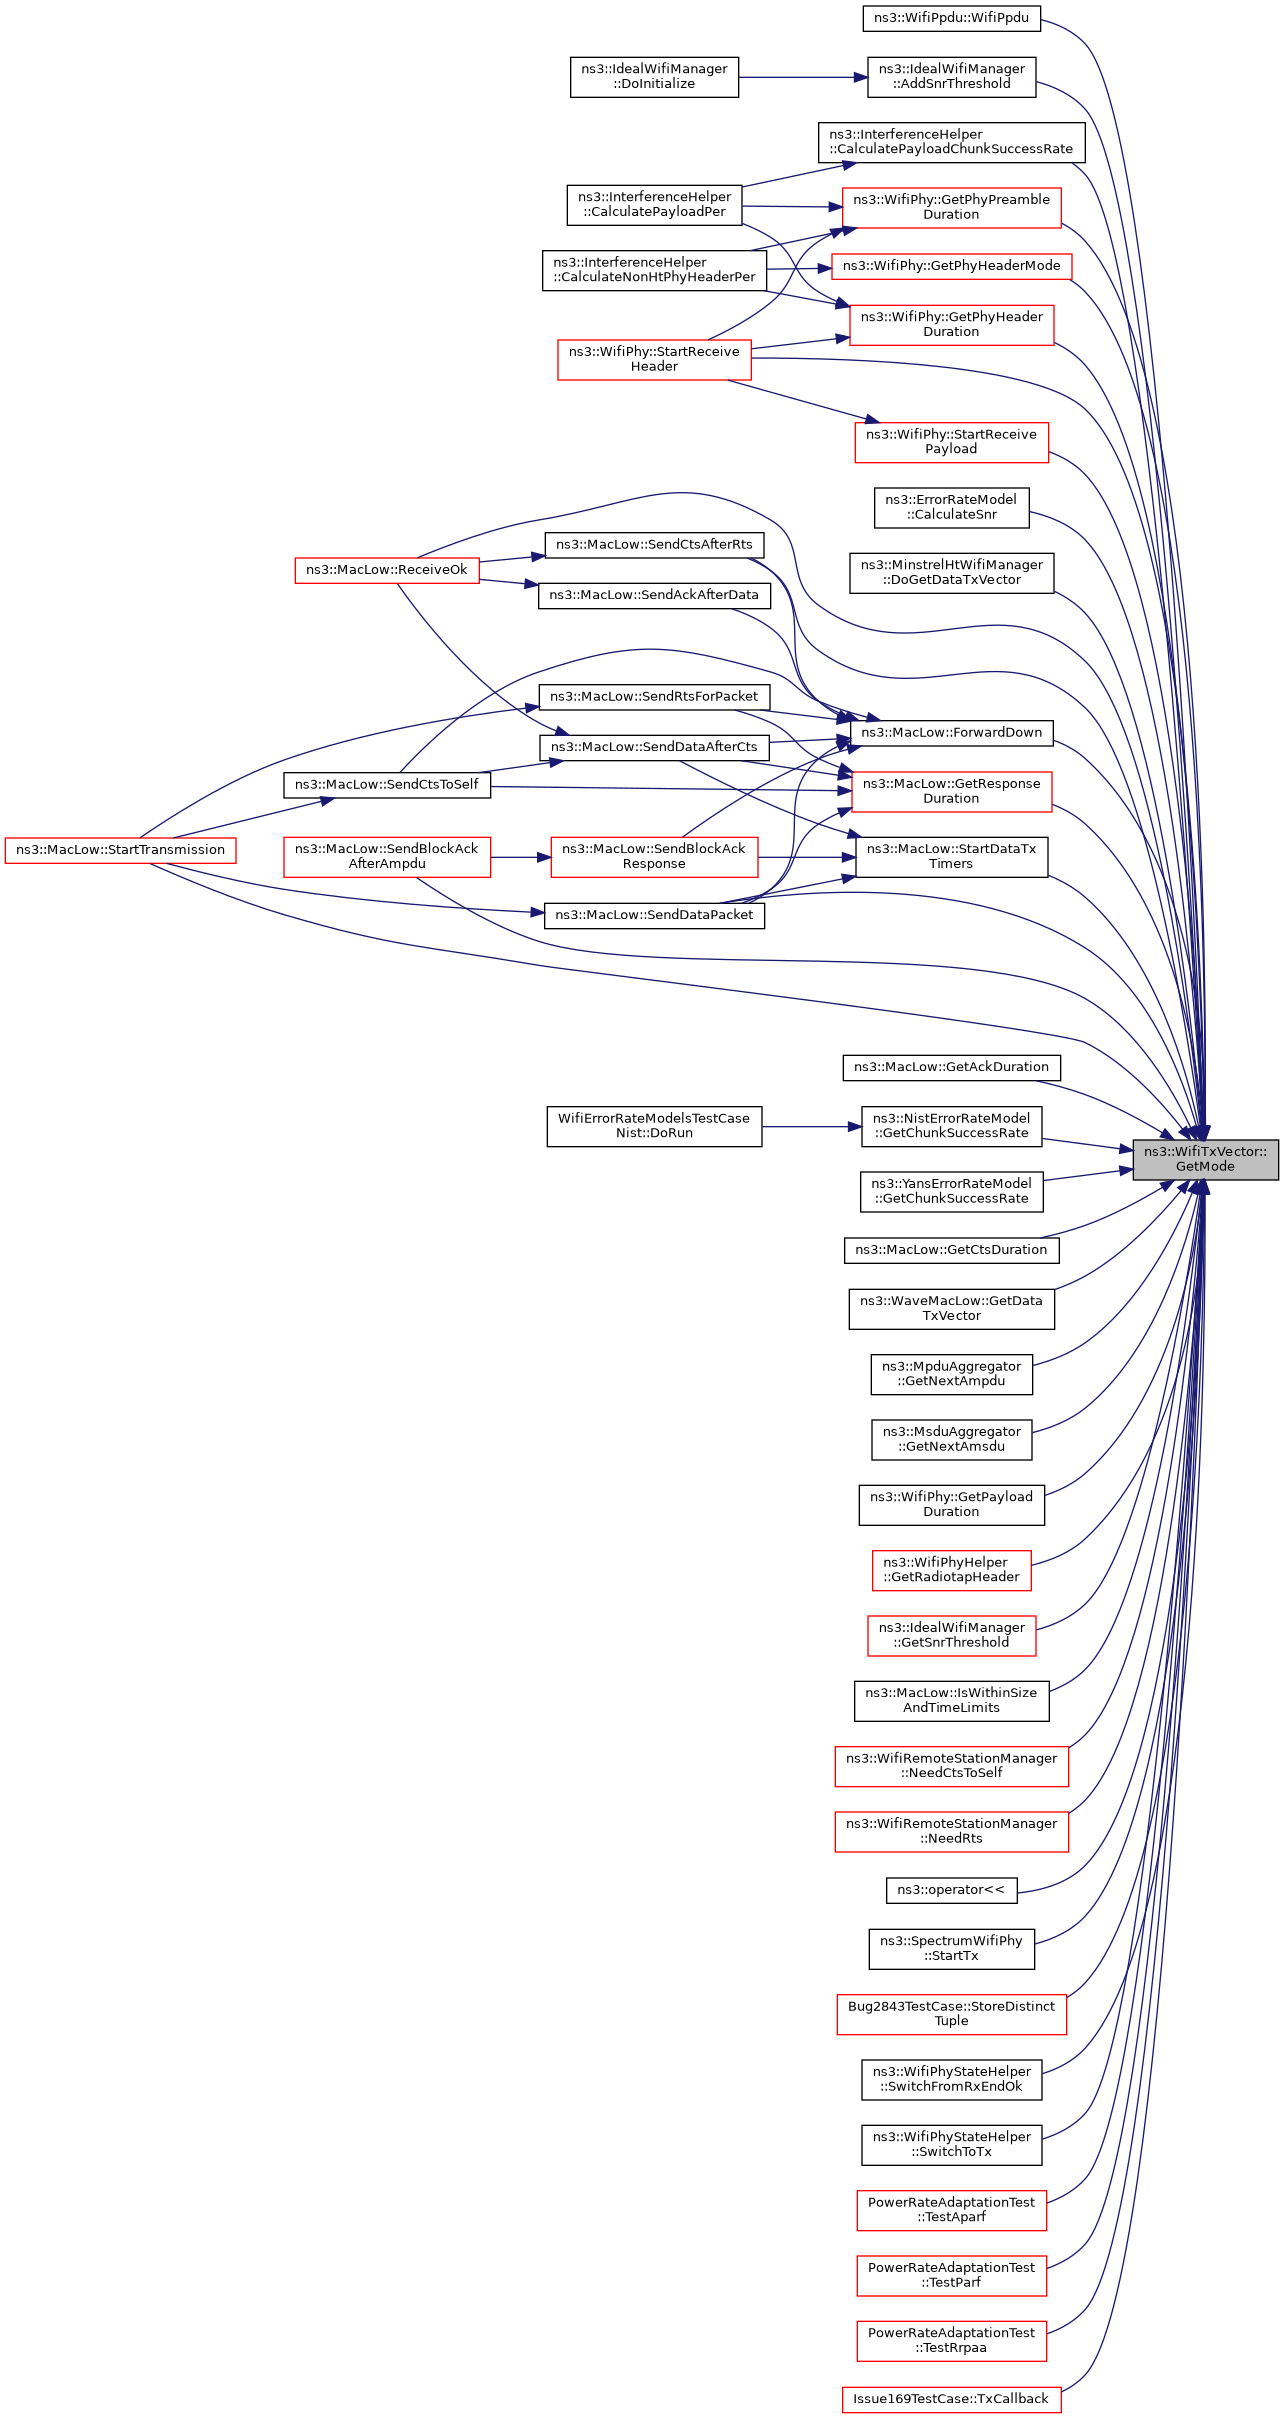 ns3::WifiPpdu::WifiPpdu
ns3::IdealWifiManager
::DoInitialize
ns3::IdealWifiManager
::AddSnrThreshold
ns3::InterferenceHelper
::CalculatePayloadChunkSuccessRate
ns3::InterferenceHelper
::CalculatePayloadPer
ns3::WifiPhy::GetPhyPreamble
Duration
ns3::InterferenceHelper
::CalculateNonHtPhyHeaderPer
ns3::WifiPhy::GetPhyHeaderMode
ns3::WifiPhy::GetPhyHeader
Duration
ns3::WifiPhy::StartReceive
Header
ns3::WifiPhy::StartReceive
Payload
ns3::ErrorRateModel
::CalculateSnr
ns3::MacLow::SendCtsAfterRts
ns3::MacLow::ReceiveOk
ns3::MinstrelHtWifiManager
::DoGetDataTxVector
ns3::MacLow::SendAckAfterData
ns3::MacLow::SendRtsForPacket
ns3::MacLow::ForwardDown
ns3::MacLow::SendDataAfterCts
ns3::MacLow::SendCtsToSelf
ns3::MacLow::GetResponse
Duration
ns3::MacLow::StartTransmission
ns3::MacLow::SendBlockAck
AfterAmpdu
ns3::MacLow::SendBlockAck
Response
ns3::MacLow::StartDataTx
Timers
ns3::MacLow::SendDataPacket
ns3::MacLow::GetAckDuration
WifiErrorRateModelsTestCase
Nist::DoRun
ns3::NistErrorRateModel
::GetChunkSuccessRate
ns3::WifiTxVector::
GetMode
ns3::YansErrorRateModel
::GetChunkSuccessRate
ns3::MacLow::GetCtsDuration
ns3::WaveMacLow::GetData
TxVector
ns3::MpduAggregator
::GetNextAmpdu
ns3::MsduAggregator
::GetNextAmsdu
ns3::WifiPhy::GetPayload
Duration
ns3::WifiPhyHelper
::GetRadiotapHeader
ns3::IdealWifiManager
::GetSnrThreshold
ns3::MacLow::IsWithinSize
AndTimeLimits
ns3::WifiRemoteStationManager
::NeedCtsToSelf
ns3::WifiRemoteStationManager
::NeedRts
ns3::operator<<
ns3::SpectrumWifiPhy
::StartTx
Bug2843TestCase::StoreDistinct
Tuple
ns3::WifiPhyStateHelper
::SwitchFromRxEndOk
ns3::WifiPhyStateHelper
::SwitchToTx
PowerRateAdaptationTest
::TestAparf
PowerRateAdaptationTest
::TestParf
PowerRateAdaptationTest
::TestRrpaa
Issue169TestCase::TxCallback